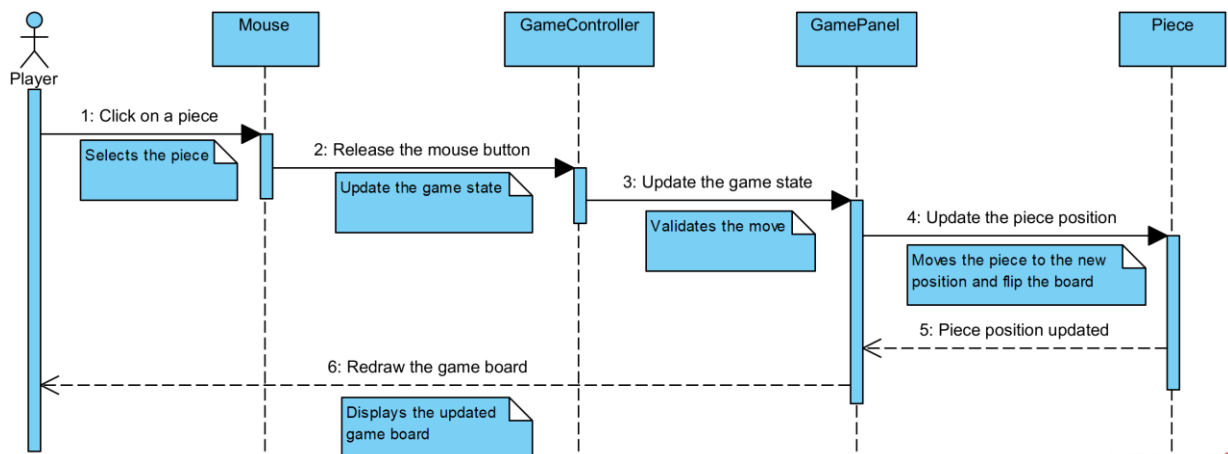 Mouse
GameController
GamePanel
Piece
Player
1: Click on a piece
Selects the piece
2: Release the mouse button
Update the game state
3: Update the game state
Validates the move
4: Update the piece position
Moves the piece to the new
position and flip the board
5: Piece position updated
6: Redraw the game board
Displays the updated
game board